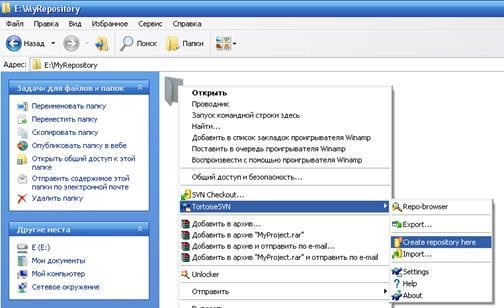 E:\MyRepository
Файл Правка Вид Избранное Сервис Справка
Назад Поиск Папки
Адрес: E:\MyRepository
Задачи для файлов и папок
Переименовать папку
Переместить папку
Скопировать папку
Опубликовать папку в вебе
Открыть общий доступ к этой
папке
Отправить содержимое этой
папки по электронной почте
Удалить папку
Другие места
E (E:)
Мои документы
Мой компьютер
Сетевое окружение
Открыть
Проводник
Запуск командной строки здесь
Найти...
Добавить в список закладок проигрывателя Winamp
Поставить в очередь проигрывателя Winamp
Воспроизвести с помощью проигрывателя Winamp
Общий доступ и безопасность...
SVN Checkout...
TortoiseSVN
Добавить в архив...
Добавить в архив "MyProject.rar"
Добавить в архив и отправить по e-mail...
Добавить в архив "MyProject.rar" и отправить по e-mail
Unlocker
Отправить
Repo-browser
Export...
Create repository here
Import...
Settings
Help
About